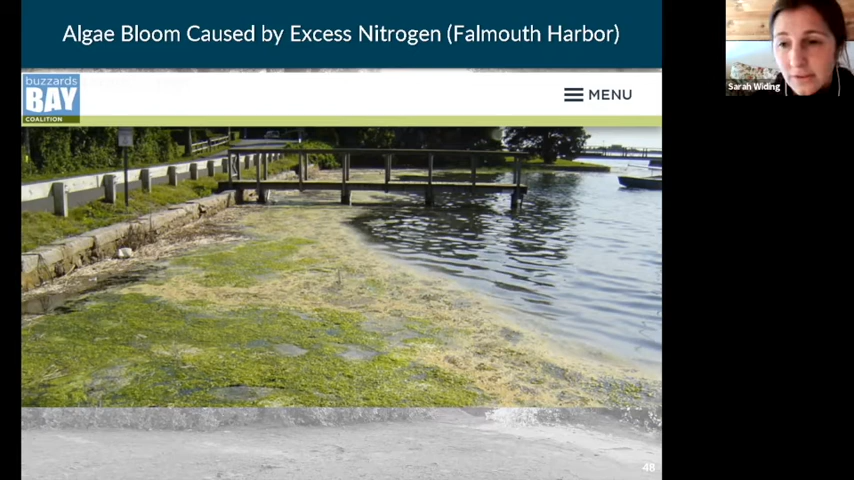 Algae Bloom Caused by Excess Nitrogen (Falmouth Harbor)
buzzards
BAY
COALITION
MENU
Sarah Widing
48